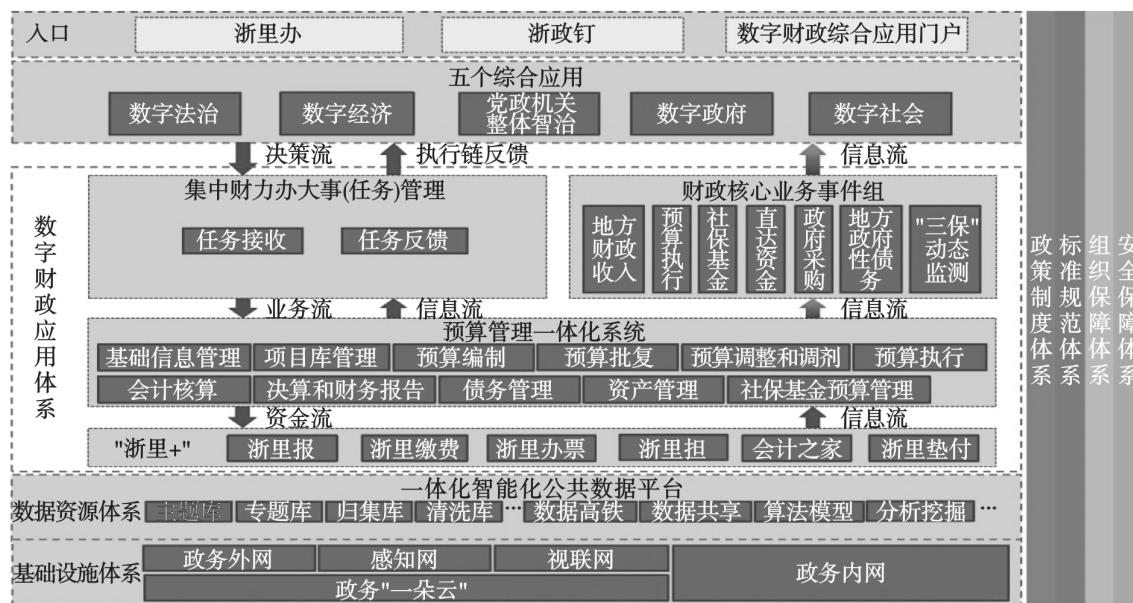 入口
浙里办
浙政钉
数字财政综合应用门户
五个综合应用
数字法治
数字经济
党政机关
整体智治
数字政府
数字社会
决策流
执行链反馈
信息流
数字财政应用体系
集中财力办大事(任务)管理
任务接收
任务反馈
财政核心业务事件组
地方
财政
收入
预算执行
社保基金
直达资金
政府采购
地方
政府
性债
务
"三保"
动态
监测
业务流
信息流
信息流
预算管理一体化系统
基础信息管理
项目库管理
预算编制
预算批复
预算调整和调剂
预算执行
会计核算
决算和财务报告
债务管理
资产管理
社保基金预算管理
资金流
信息流
"浙里+"
浙里报
浙里缴费
浙里办票
浙里担
会计之家
浙里垫付
一体化智能化公共数据平台
数据资源体系
主题库
专题库
归集库
清洗库
…
数据高铁
数据共享
算法模型
分析挖掘
…
基础设施体系
政务外网
感知网
视联网
政务"一朵云"
政务内网
政策制度体系
标准规范体系
组织保障体系
安全保障体系